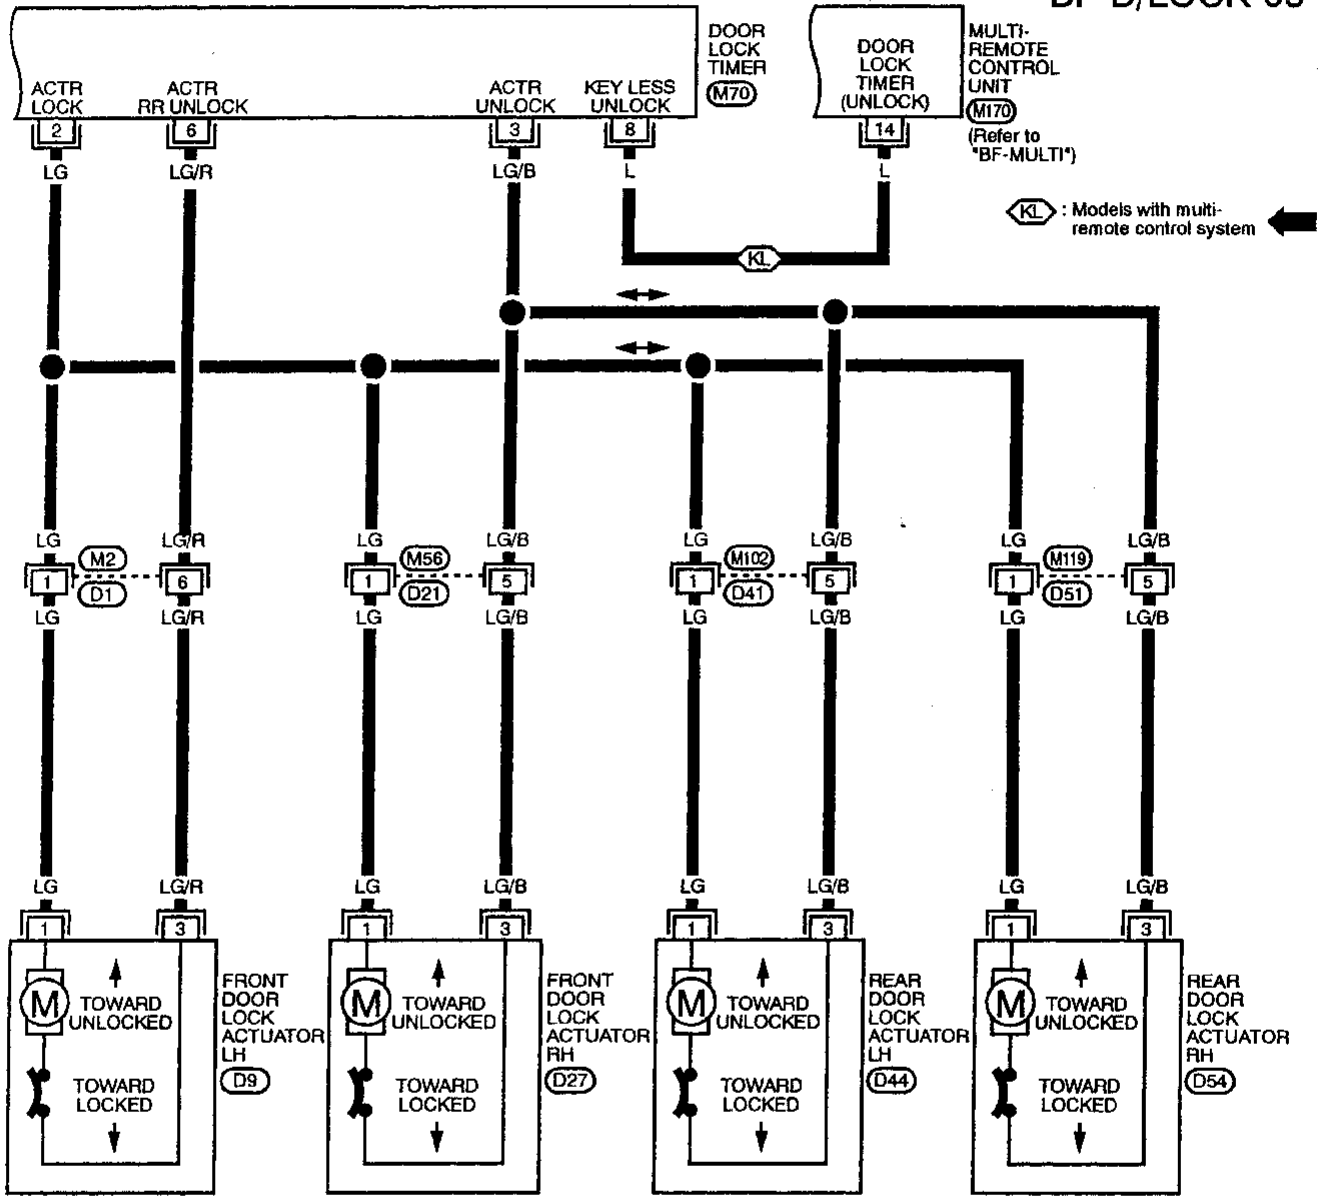 DOOR
LOCK
TIMER
M70
ACTR
LOCK
ACTR
RR UNLOCK
ACTR
UNLOCK
KEY LESS
UNLOCK
2
6
3
8
LG
LG/R
LG/B
L
DOOR
LOCK
TIMER
(UNLOCK)
14
L
MULTI-
REMOTE
CONTROL
UNIT
M170
(Refer to
"BF-MULTI")
KL : Models with multi-
remote control system
KL
LG
LG/R
LG
LG/B
LG
LG/B
LG
LG/B
1
M2
D1
6
1
M56
D21
5
1
M102
D41
5
1
M119
D51
5
LG
LG/R
LG
LG/B
LG
LG/B
LG
LG/B
LG
LG/R
LG
LG/B
LG
LG/B
LG
LG/B
1
3
1
3
1
3
1
3
M
TOWARD
UNLOCKED
TOWARD
LOCKED
FRONT
DOOR
LOCK
ACTUATOR
LH
D9
M
TOWARD
UNLOCKED
TOWARD
LOCKED
FRONT
DOOR
LOCK
ACTUATOR
RH
D27
M
TOWARD
UNLOCKED
TOWARD
LOCKED
REAR
DOOR
LOCK
ACTUATOR
LH
D44
M
TOWARD
UNLOCKED
TOWARD
LOCKED
REAR
DOOR
LOCK
ACTUATOR
RH
D54